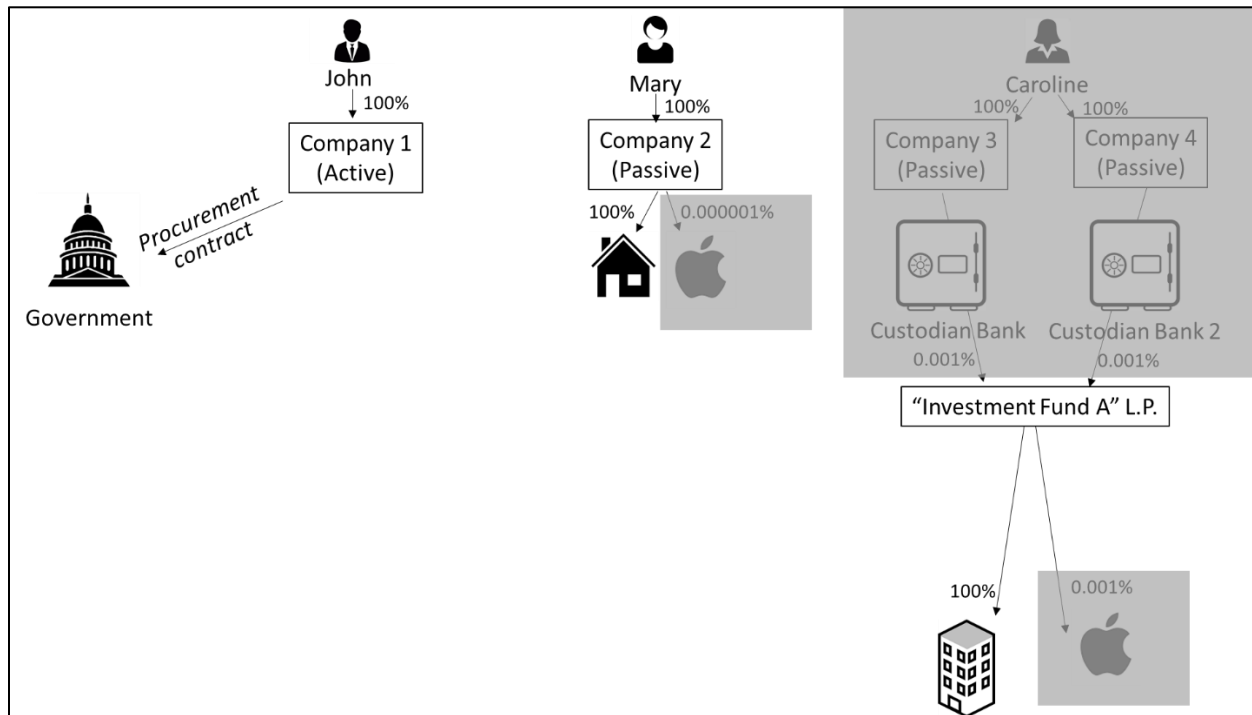 John
100%
Company 1
(Active)
Procurement
contract
Government
Mary
100%
Company 2
(Passive)
100%
0.000001%
Caroline
100%
100%
Company 3
(Passive)
Company 4
(Passive)
Custodian Bank
Custodian Bank 2
0.001%
0.001%
“Investment Fund A” L.P.
100%
0.001%